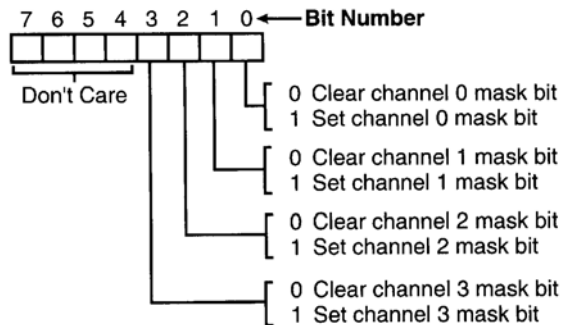 7 6 5 4 3 2 1 0 Bit Number
Don't Care
0 Clear channel 0 mask bit
1 Set channel 0 mask bit
0 Clear channel 1 mask bit
1 Set channel 1 mask bit
0 Clear channel 2 mask bit
1 Set channel 2 mask bit
0 Clear channel 3 mask bit
1 Set channel 3 mask bit